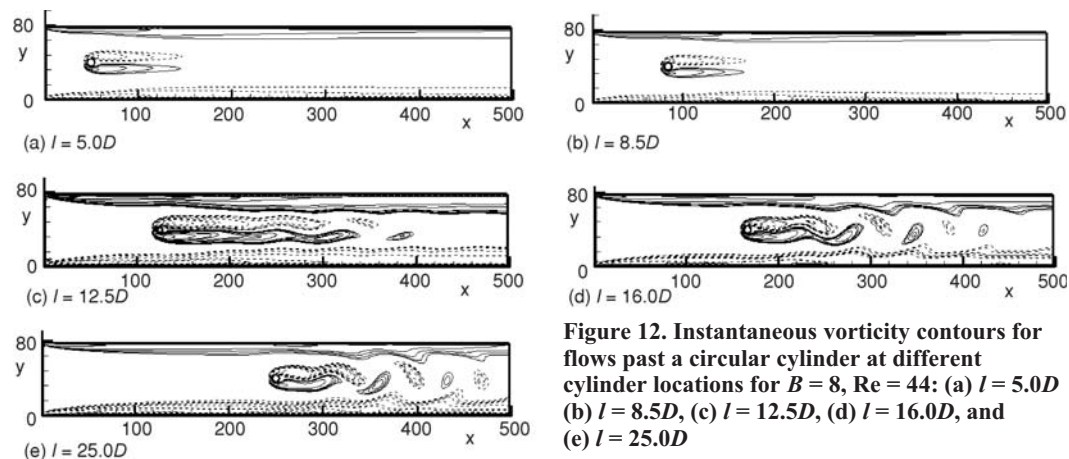 80
y
0
100
200
300
400
500
x
(a) l = 5.0D
80
y
0
100
200
300
400
500
x
(b) l = 8.5D
80
y
0
100
200
300
400
500
x
(c) l = 12.5D
80
y
0
100
200
300
400
500
x
(d) l = 16.0D
80
y
0
100
200
300
400
500
x
(e) l = 25.0D
Figure 12. Instantaneous vorticity contours for
flows past a circular cylinder at different
cylinder locations for B = 8, Re = 44: (a) l = 5.0D
(b) l = 8.5D, (c) l = 12.5D, (d) l = 16.0D, and
(e) l = 25.0D